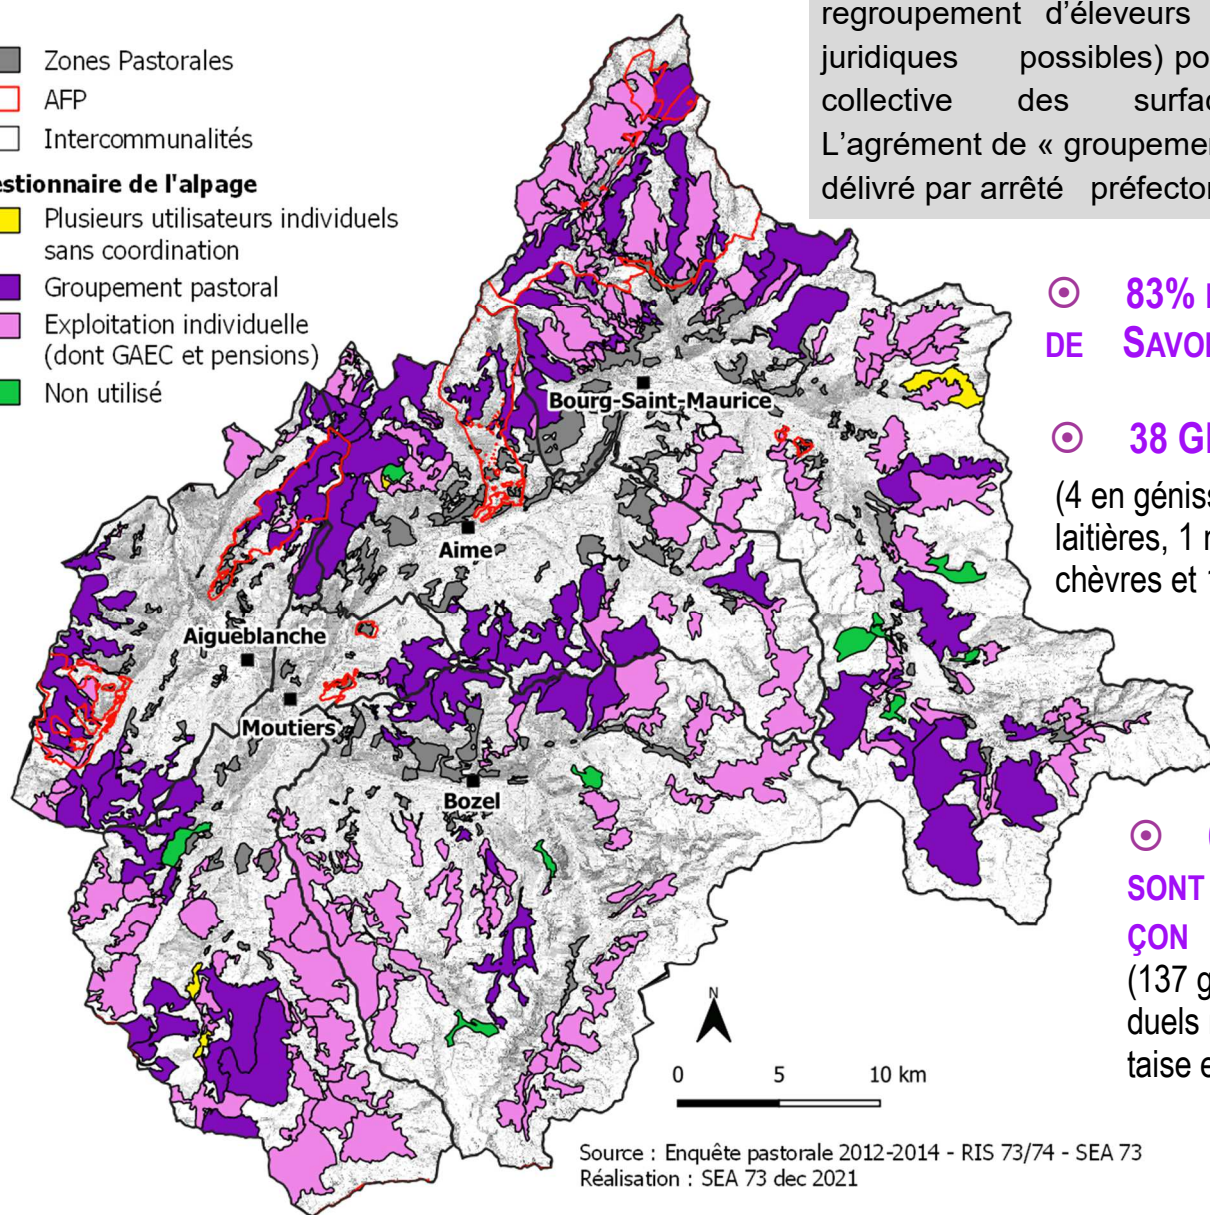 Zones Pastorales
AFP
Intercommunalités
estionnaire de l'alpage
Plusieurs utilisateurs individuels
sans coordination
Groupement pastoral
Exploitation individuelle
(dont GAEC et pensions)
Non utilisé
regroupement d'éleveurs
juridiques possibles) po
collective des surfac
L'agrément de « groupemen
délivré par arrêté préfector
83%
DE SAVOI
38 G
(4 en géniss
laitières, 1
chèvres et 1
SONT
ÇON
(137 g
duels
taise e
Bourg-Saint-Maurice
Aime
Aigueblanche
Moutiers
Bozel
N
0 5 10 km
Source : Enquête pastorale 2012-2014 - RIS 73/74 - SEA 73
Réalisation : SEA 73 dec 2021